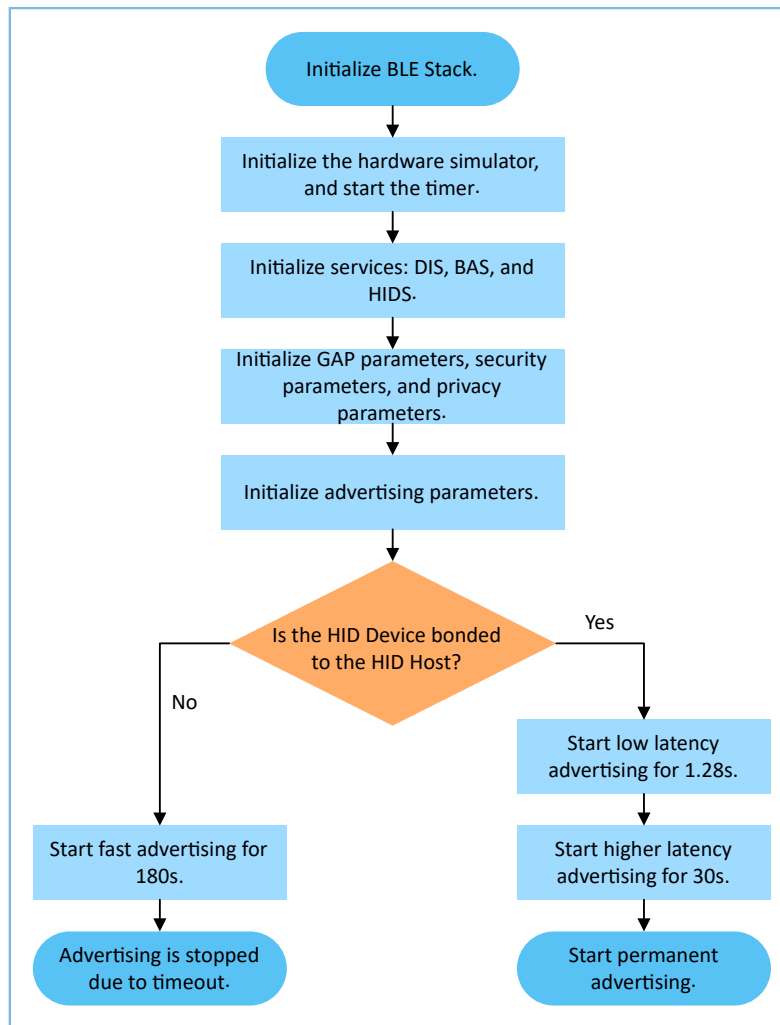 Initialize BLE Stack.
Initialize the hardware simulator,
and start the timer.
Initialize services: DIS, BAS, and
HIDS.
Initialize GAP parameters, security
parameters, and privacy
parameters.
Initialize advertising parameters.
Is the HID Device bonded
to the HID Host?
Yes
No
Start low latency
advertising for 1.28s.
Start fast advertising for
180s.
Start higher latency
advertising for 30s.
Advertising is stopped
due to timeout.
Start permanent
advertising.